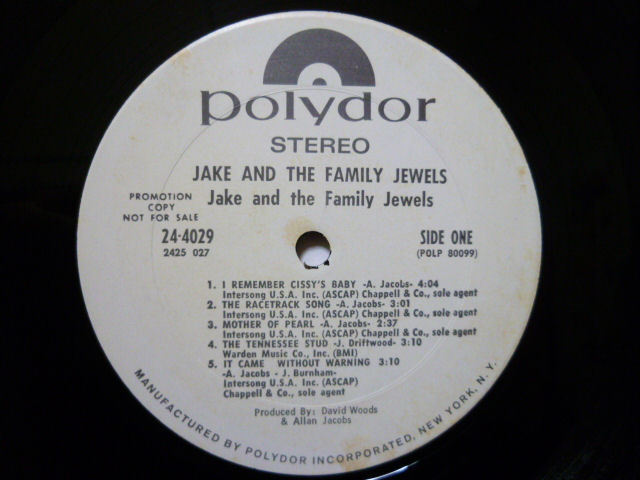 polydor
STEREO
JAKE AND THE FAMILY JEWELS
Jake and the Family Jewels
PROMOTION
COPY
NOT FOR SALE
24-4029
2425 027
SIDE ONE
(POLP 80099)
1. I REMEMBER CISSY'S BABY -A. Jacobs- 4:04
Intersong U.S.A. Inc. (ASCAP) Chappell & Co., sole agent
2. THE RACETRACK SONG -A. Jacobs- 3:01
Intersong U.S.A. Inc. (ASCAP) Chappell & Co., sole agent
3. MOTHER OF PEARL -A. Jacobs- 2:37
Intersong U.S.A. Inc. (ASCAP) Chappell & Co., sole agent
4. THE TENNESSEE STUD -J. Driftwood- 3:10
Warden Music Co., Inc. (BMI)
5. IT CAME WITHOUT WARNING 3:10
-A. Jacobs - J. Burnham-
Intersong U.S.A. Inc. (ASCAP)
Chappell & Co., sole agent
Produced By: David Woods
& Allan Jacobs
MANUFACTURED BY POLYDOR INCORPORATED. NEW YORK, N.Y.